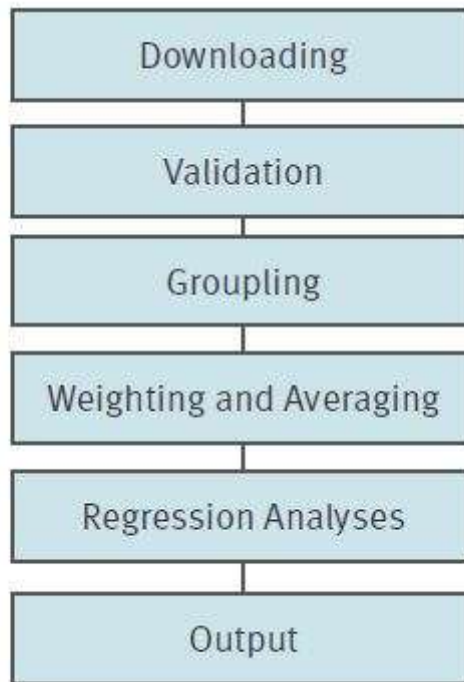 Downloading
Validation
Groupling
Weighting and Averaging
Regression Analyses
Output